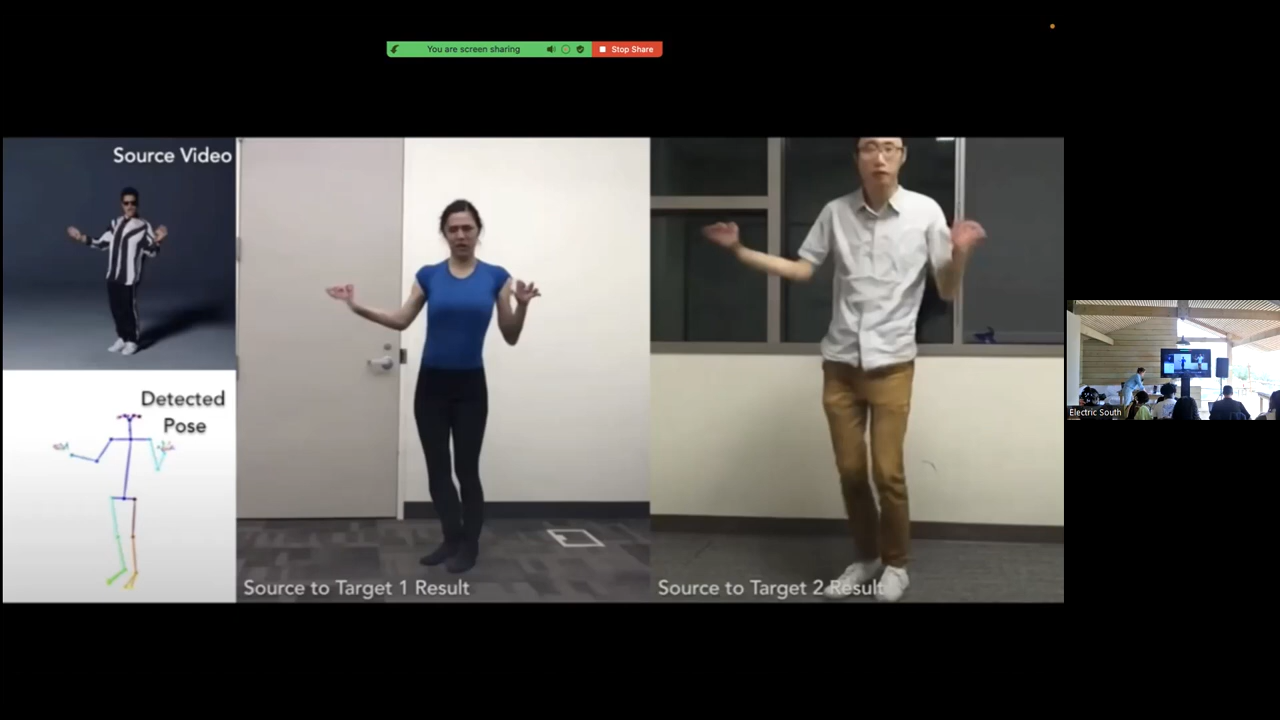 You are screen sharing
Stop Share
Source Video
Detected
Pose
Source to Target 1 Result
Source to Target 2 Result
Electric South